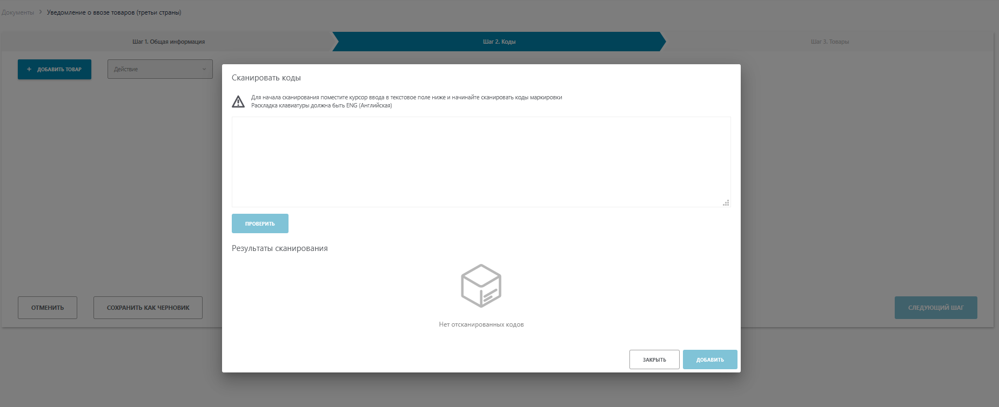 Документы > Уведомление о ввозе товаров (третьи страны)
Шаг 1. Общая информация
Шаг 2. Коды
Шаг 3. Товары
+ ДОБАВИТЬ ТОВАР
Действие
Сканировать коды
Для начала сканирования поместите курсор ввода в текстовое поле ниже и начинайте сканировать коды маркировки
Раскладка клавиатуры должна быть ENG (Английская)
ПРОВЕРИТЬ
Результаты сканирования
Нет отсканированных кодов
ОТМЕНИТЬ
СОХРАНИТЬ КАК ЧЕРНОВИК
СЛЕДУЮЩИЙ ШАГ
ЗАКРЫТЬ
ДОБАВИТЬ